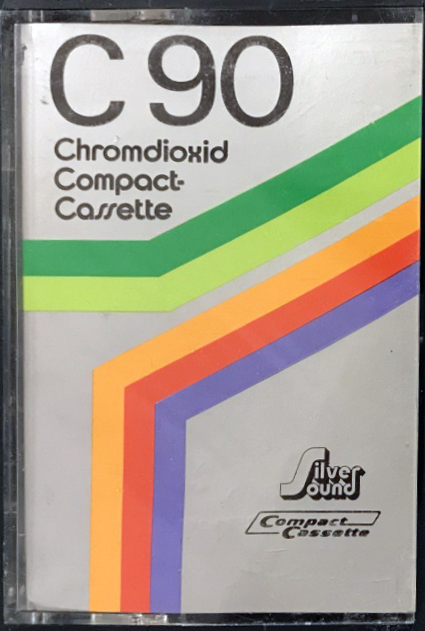 C 90
Chromdioxid
Compact-
Cassette
Silver
Sound
Compact
Cassette